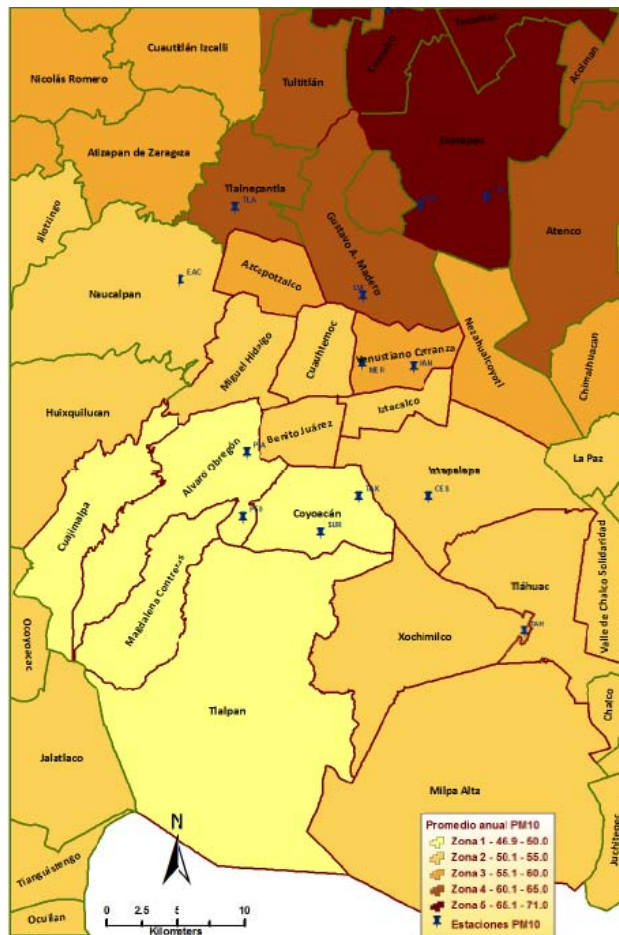 Cuautitlán Izcalli
Nicolás Romero
Tultitlán
Acolman
Atizapan de Zaragoza
Tlalnepantla
TLA
Gustavo A. Madero
Atenco
EAC
Azcapotzalco
Naucalpan
Nezahualcoyotl
Miguel Hidalgo
Cuauhtemoc
Venustiano Carranza
MER
Chimalhuacan
Iztacalco
Huixquilucan
Benito Juárez
La Paz
Alvaro Obregón
Iztapalapa
TAX
CES
Cuajimalpa
Coyoacán
SUR
Magdalena Contreras
Tláhuac
TAH
Valle de Chalco Solidaridad
Xochimilco
Ocoyoacac
Tlalpan
Chalco
Jalatlaco
Milpa Alta
Juchitepec
Tianguistengo
Ocuilan
N
0 2.5 5 10
Kilometers
Promedio anual PM10
Zona 1 - 46.9 - 50.0
Zona 2 - 50.1 - 55.0
Zona 3 - 55.1 - 60.0
Zona 4 - 60.1 - 65.0
Zona 5 - 65.1 - 71.0
Estaciones PM10